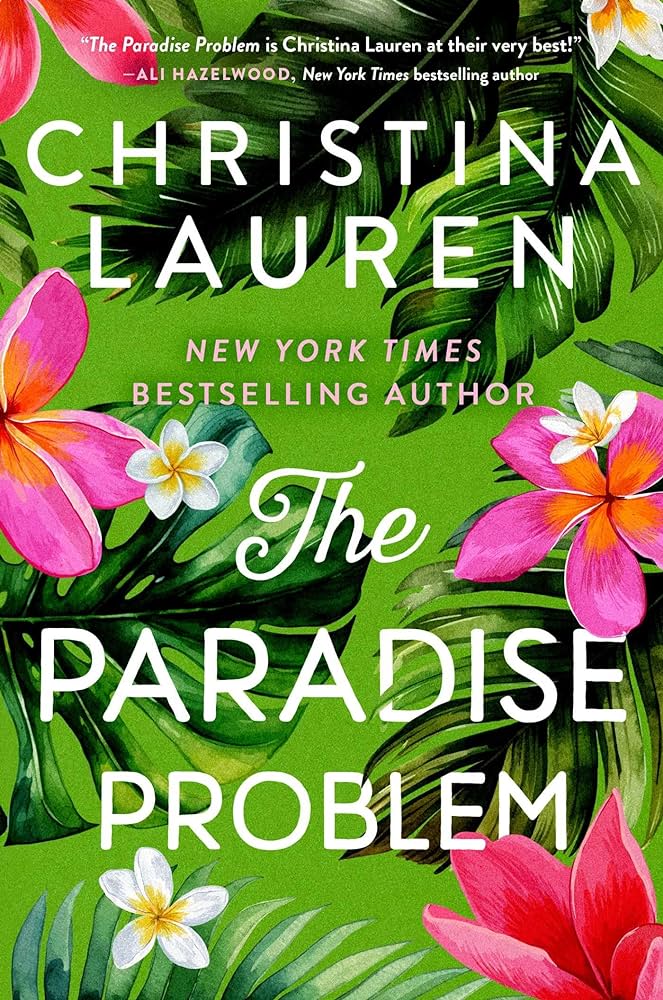 “The Paradise Problem is Christina Lauren at their very best!”
—ALI HAZELWOOD, New York Times bestselling author
CHRISTINA
LAUREN
NEW YORK TIMES
BESTSELLING AUTHOR
The
PARADISE
PROBLEM